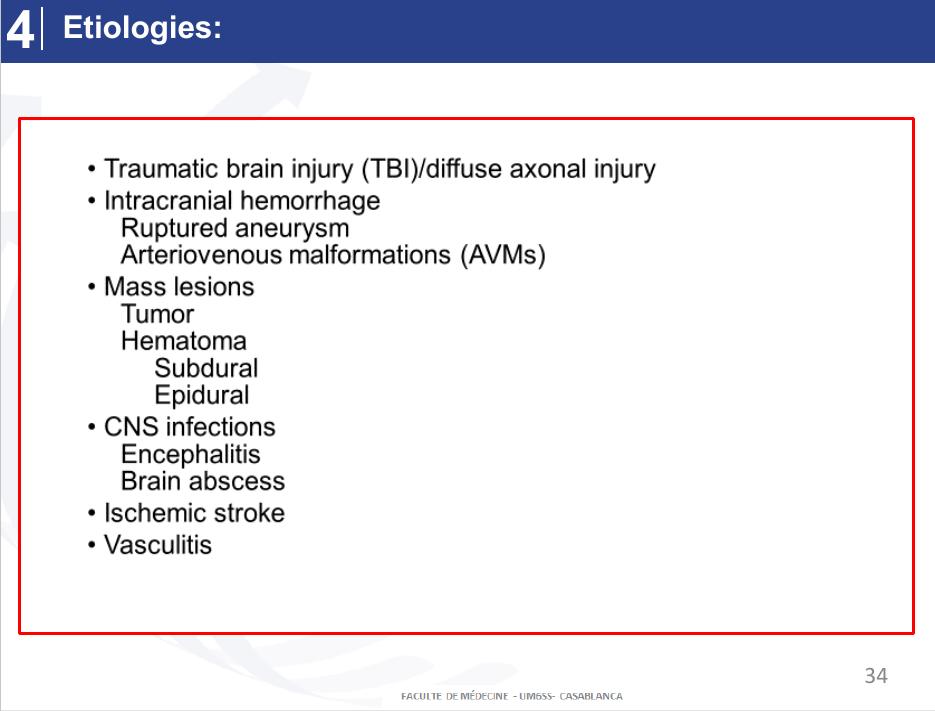 4 Etiologies:
• Traumatic brain injury (TBI)/diffuse axonal injury
• Intracranial hemorrhage
Ruptured aneurysm
Arteriovenous malformations (AVMs)
• Mass lesions
Tumor
Hematoma
Subdural
Epidural
• CNS infections
Encephalitis
Brain abscess
• Ischemic stroke
• Vasculitis
34
FACULTE DE MÉDECINE - UM6SS- CASABLANCA